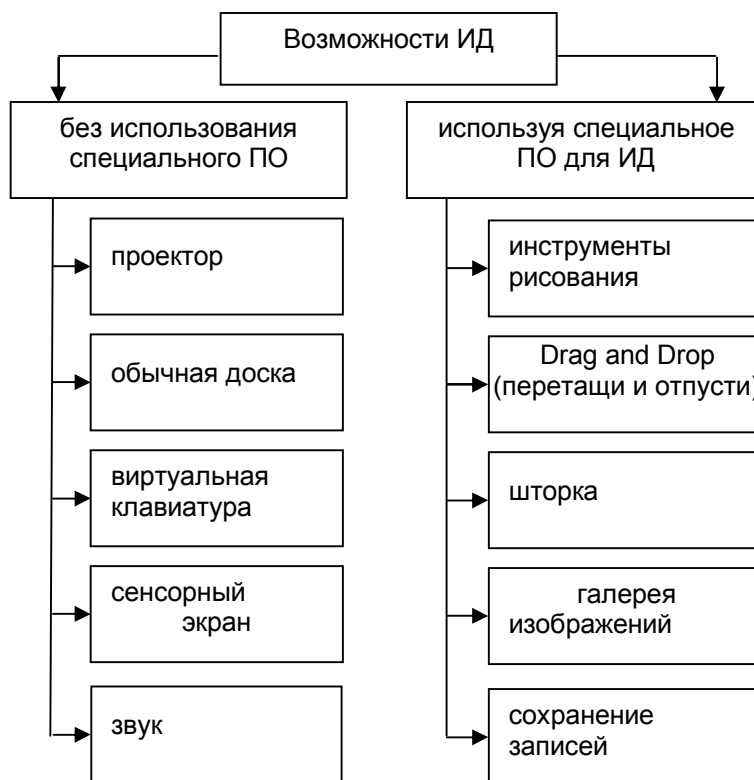 Возможности ИД
без использования
специального ПО
проектор
обычная доска
виртуальная
клавиатура
сенсорный
экран
звук
используя специальное
ПО для ИД
инструменты
рисования
Drag and Drop
(перетащи и отпусти)
шторка
галерея
изображений
сохранение
записей